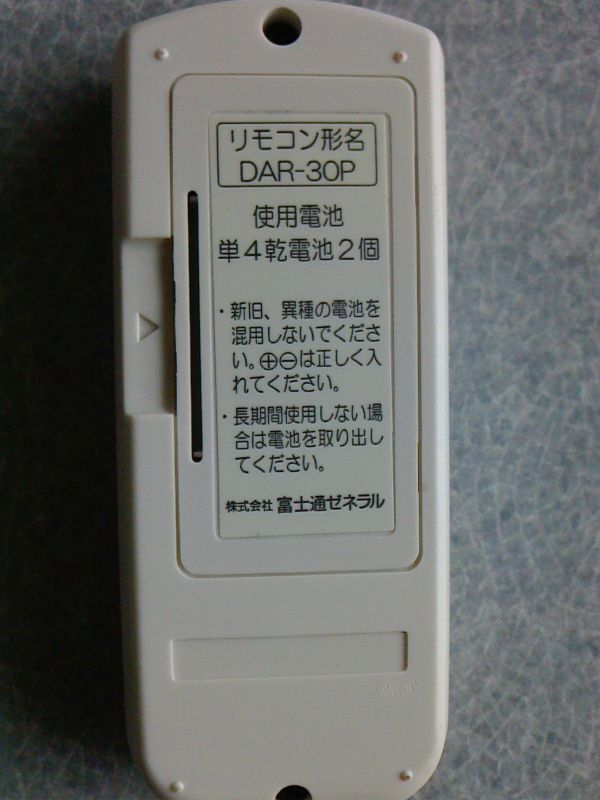 リモコン形名
DAR-30P
使用電池
単4乾電池2個
・新旧、異種の電池を
混用しないでくださ
い。⊕⊖は正しく入
れてください。
・長期間使用しない場
合は電池を取り出し
てください。
株式会社 富士通ゼネラル